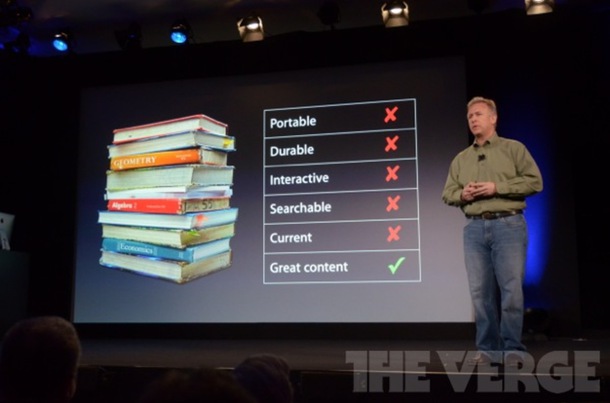 GEOMETRY
Algebra
Economics
Portable ✘
Durable ✘
Interactive ✘
Searchable ✘
Current ✘
Great content ✓
THE VERGE